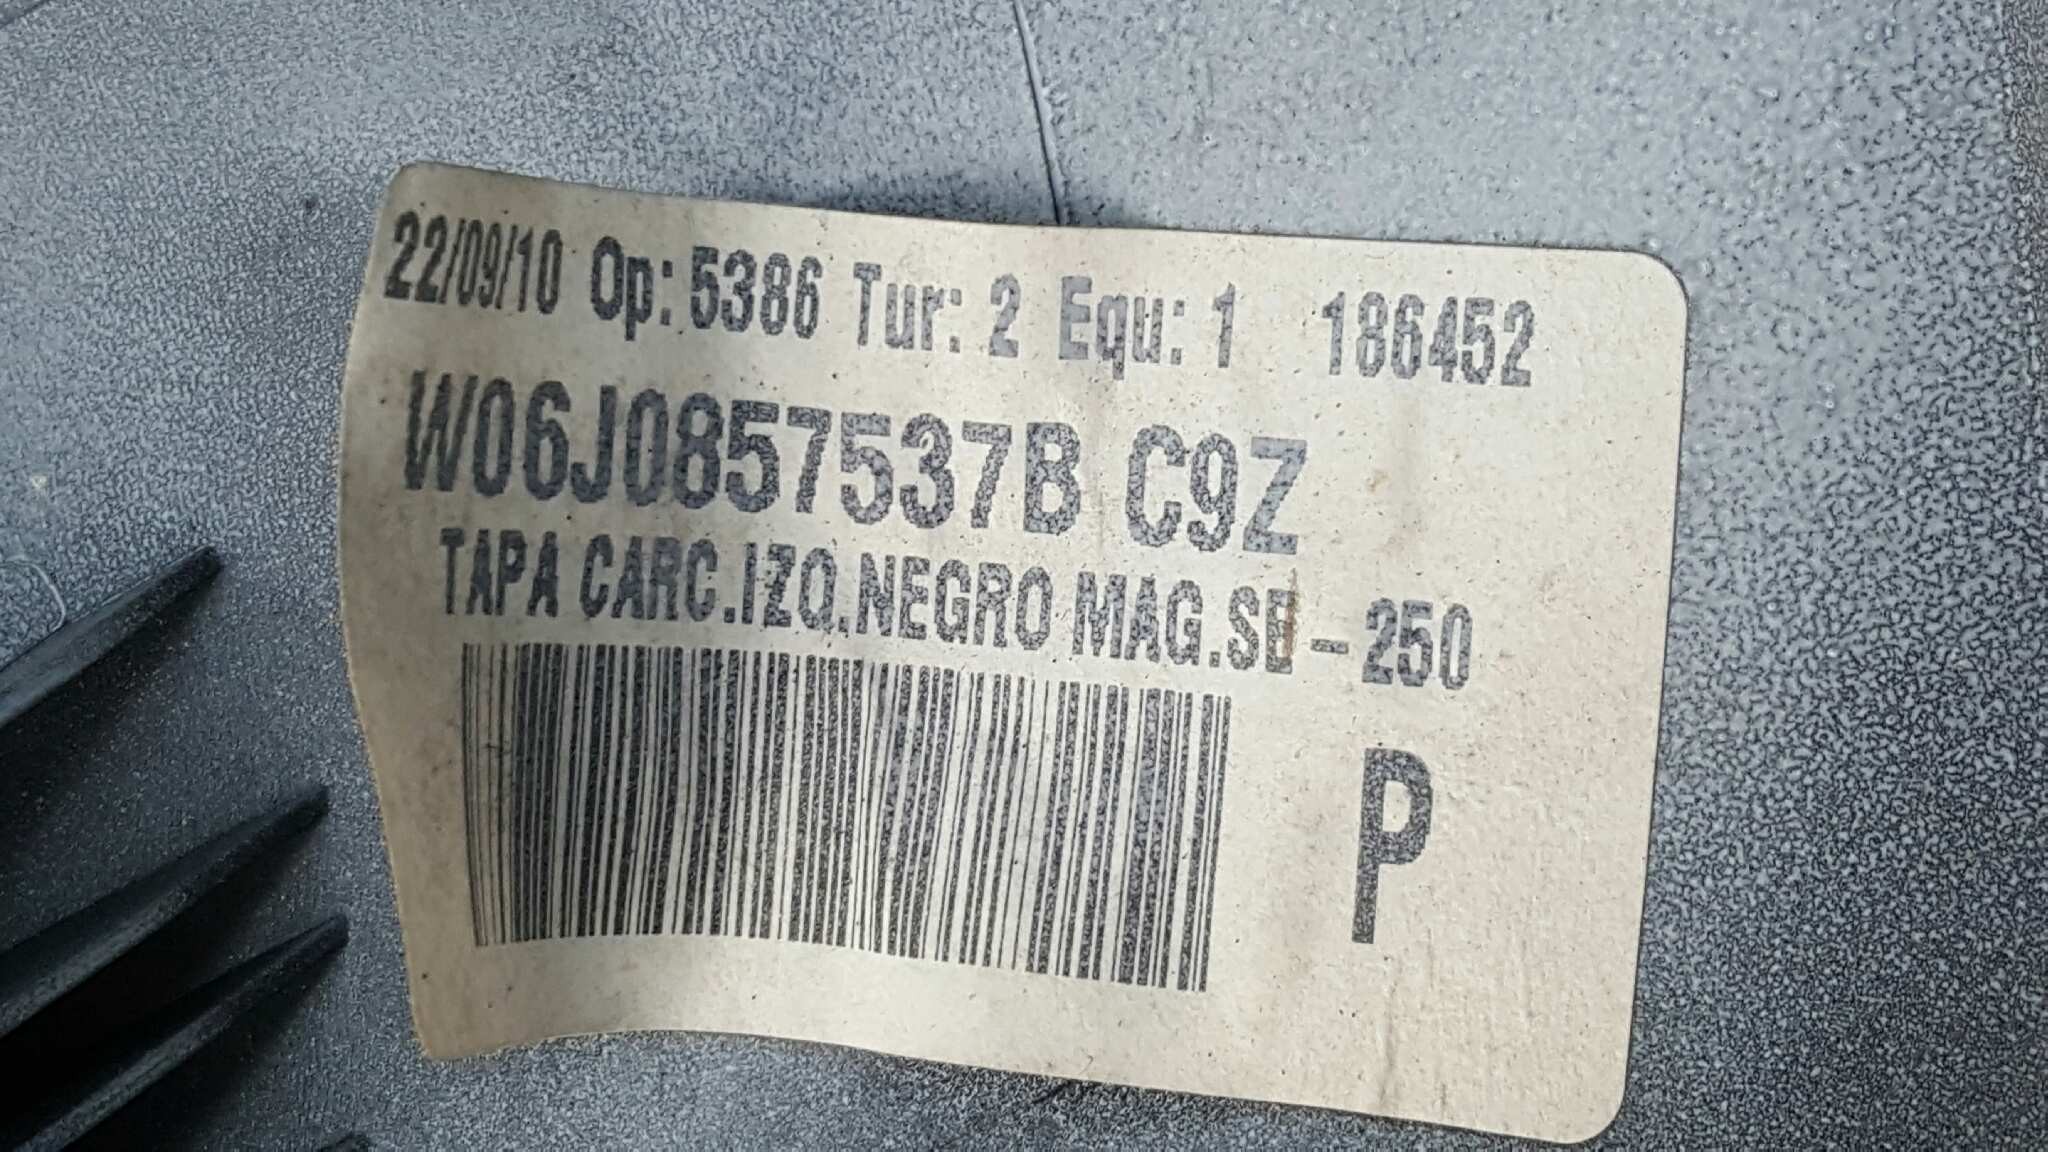 22/09/10 Op: 5386 Tur: 2 Equ: 1 186452
W06J0857537B C9Z
TAPA CARC.IZQ.NEGRO MAG.SE - 250
P